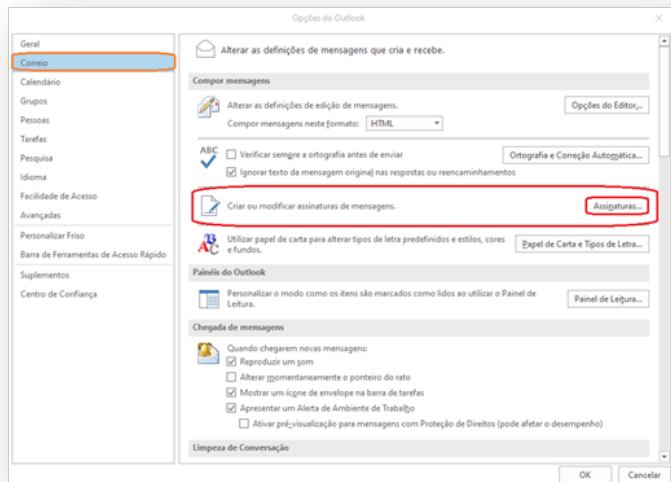 Opções do Outlook
Geral
Correio
Calendário
Grupos
Pessoas
Tarefas
Pesquisa
Idioma
Facilidade de Acesso
Avançadas
Personalizar Friso
Barra de Ferramentas de Acesso Rápido
Suplementos
Centro de Confiança
Alterar as definições de mensagens que cria e recebe.
Compor mensagens
Alterar as definições de edição de mensagens.
Opções do Editor...
Compor mensagens neste formato: HTML
ABC
Verificar sempre a ortografia antes de enviar
Ortografia e Correção Automática...
Ignorar texto da mensagem original nas respostas ou reencaminhamentos
Criar ou modificar assinaturas de mensagens.
Assinaturas...
Utilizar papel de carta para alterar tipos de letra predefinidos e estilos, cores
e fundos.
Papel de Carta e Tipos de Letra...
Painéis do Outlook
Personalizar o modo como os itens são marcados como lidos ao utilizar o Painel de
Leitura.
Painel de Leitura...
Chegada de mensagens
Quando chegarem novas mensagens:
Reproduzir um som
Alterar momentaneamente o ponteiro do rato
Mostrar um ícone de envelope na barra de tarefas
Apresentar um Alerta de Ambiente de Trabalho
Ativar pré-visualização para mensagens com Proteção de Direitos (pode afetar o desempenho)
Limpeza de Conversação
OK
Cancelar